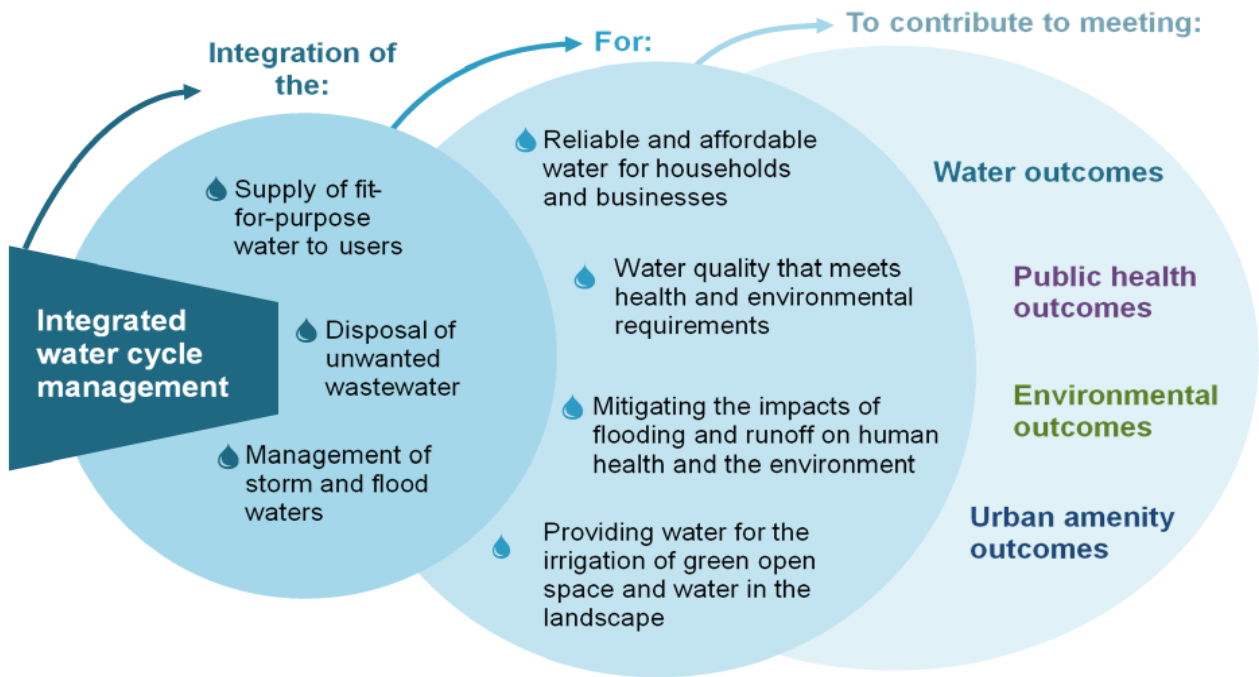 Integrated
water cycle
management
Integration of
the:
Supply of fit-
for-purpose
water to users
Disposal of
unwanted
wastewater
Management of
storm and flood
waters
For:
Reliable and affordable
water for households
and businesses
Water quality that meets
health and environmental
requirements
Mitigating the impacts of
flooding and runoff on human
health and the environment
Providing water for the
irrigation of green open
space and water in the
landscape
To contribute to meeting:
Water outcomes
Public health
outcomes
Environmental
outcomes
Urban amenity
outcomes